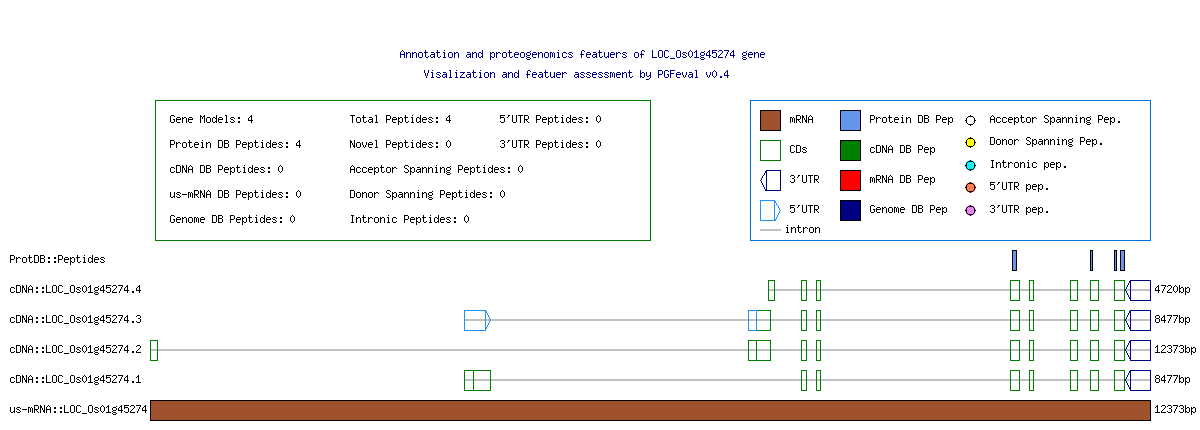 Annotation and proteogenomics featuers of LOC_Os01g45274 gene
Visalization and featuer assessment by PGFeval v0.4
Gene Models: 4 Total Peptides: 4 5'UTR Peptides: 0
Protein DB Peptides: 4 Novel Peptides: 0 3'UTR Peptides: 0
cDNA DB Peptides: 0 Acceptor Spanning Peptides: 0
us-mRNA DB Peptides: 0 Donor Spanning Peptides: 0
Genome DB Peptides: 0 Intronic Peptides: 0
mRNA Protein DB Pep Acceptor Spanning Pep.
CDs cDNA DB Pep Donor Spanning Pep.
3'UTR mRNA DB Pep Intronic pep.
5'UTR Genome DB Pep 5'UTR pep.
3'UTR pep.
intron
ProtDB::Peptides
cDNA::LOC_Os01g45274.4 4720bp
cDNA::LOC_Os01g45274.3 8477bp
cDNA::LOC_Os01g45274.2 12373bp
cDNA::LOC_Os01g45274.1 8477bp
us-mRNA::LOC_Os01g45274 12373bp